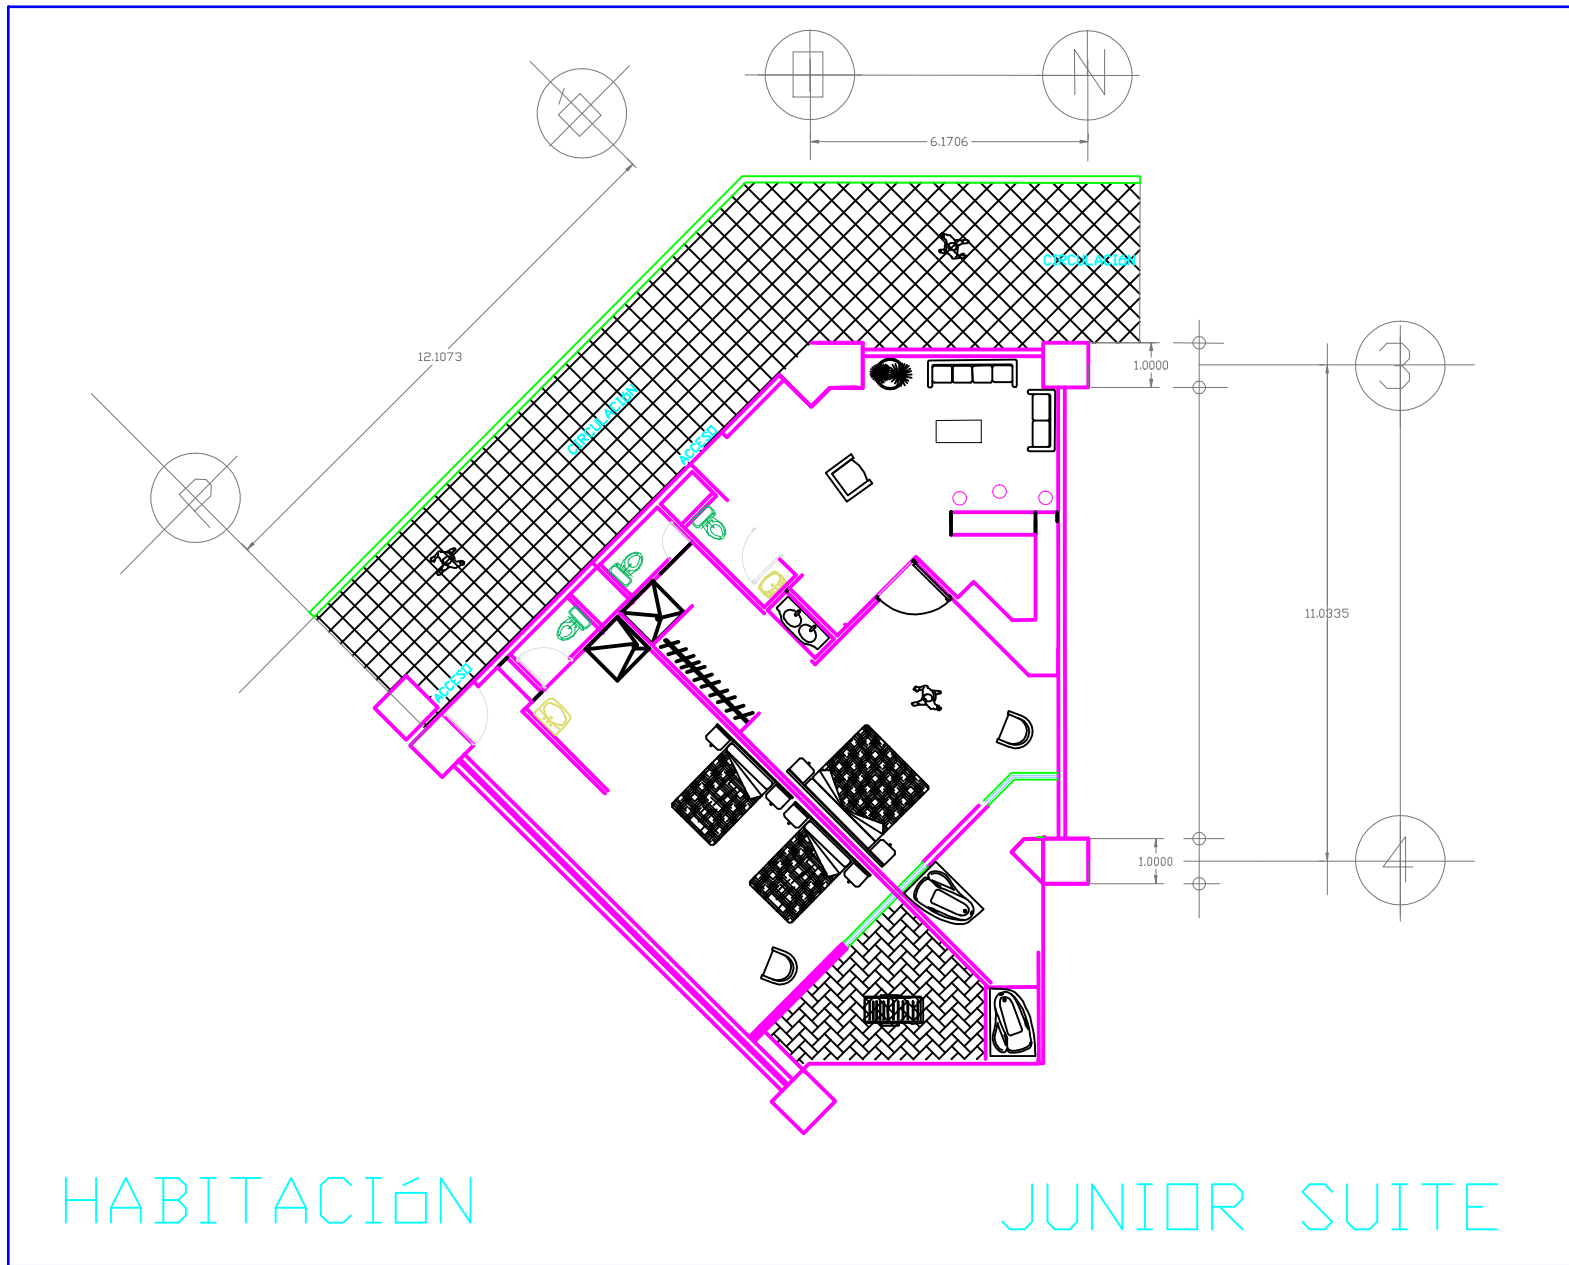 O'
O
N
6.1706
CIRCULACIóN
12.1073
1.0000
3
CIRCULACIóN
ACCESO
P
11.0335
ACCESO
1.0000
4
HABITACIóN
JUNIOR SUITE